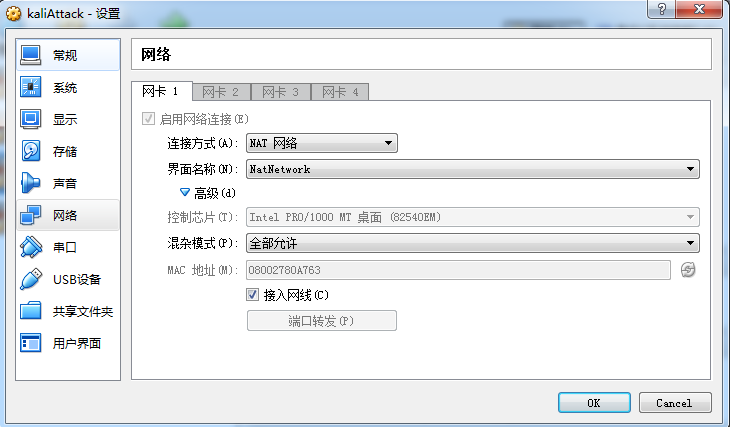 kaliAttack - 设置
常规
系统
显示
存储
声音
网络
串口
USB设备
共享文件夹
用户界面
网络
网卡 1 网卡 2 网卡 3 网卡 4
启用网络连接(E)
连接方式(A): NAT 网络
界面名称(N): NatNetwork
高级(d)
控制芯片(T): Intel PRO/1000 MT 桌面 (82540EM)
混杂模式(P): 全部允许
MAC 地址(M): 08002780A763
接入网线(C)
端口转发(P)
OK Cancel